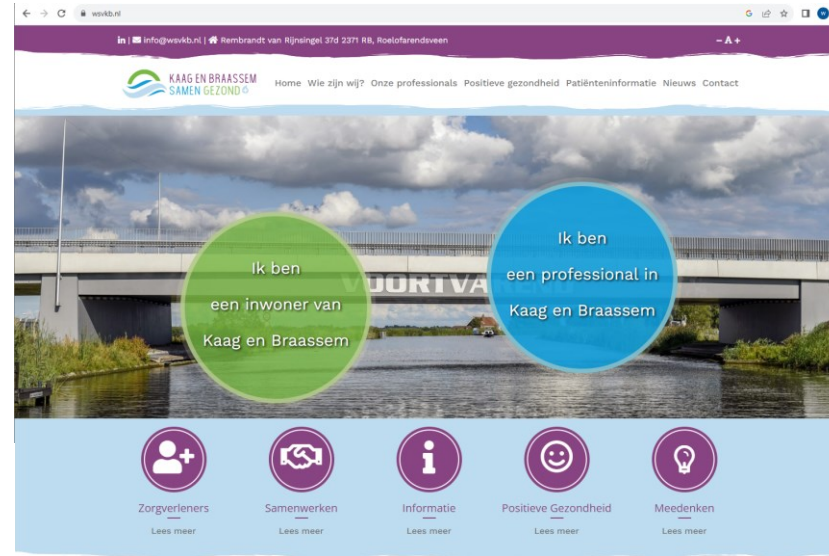 wsvkb.nl
in | info@wsvkb.nl | Rembrandt van Rijnsingel 37d 2371 RB, Roelofarendsveen
– A +
KAAG EN BRAASSEM
SAMEN GEZOND
Home Wie zijn wij? Onze professionals Positieve gezondheid Patiënteninformatie Nieuws Contact
Ik ben
een inwoner van
Kaag en Braassem
Ik ben
een professional in
Kaag en Braassem
Zorgverleners Samenwerken Informatie Positieve Gezondheid Meedenken
Lees meer Lees meer Lees meer Lees meer Lees meer